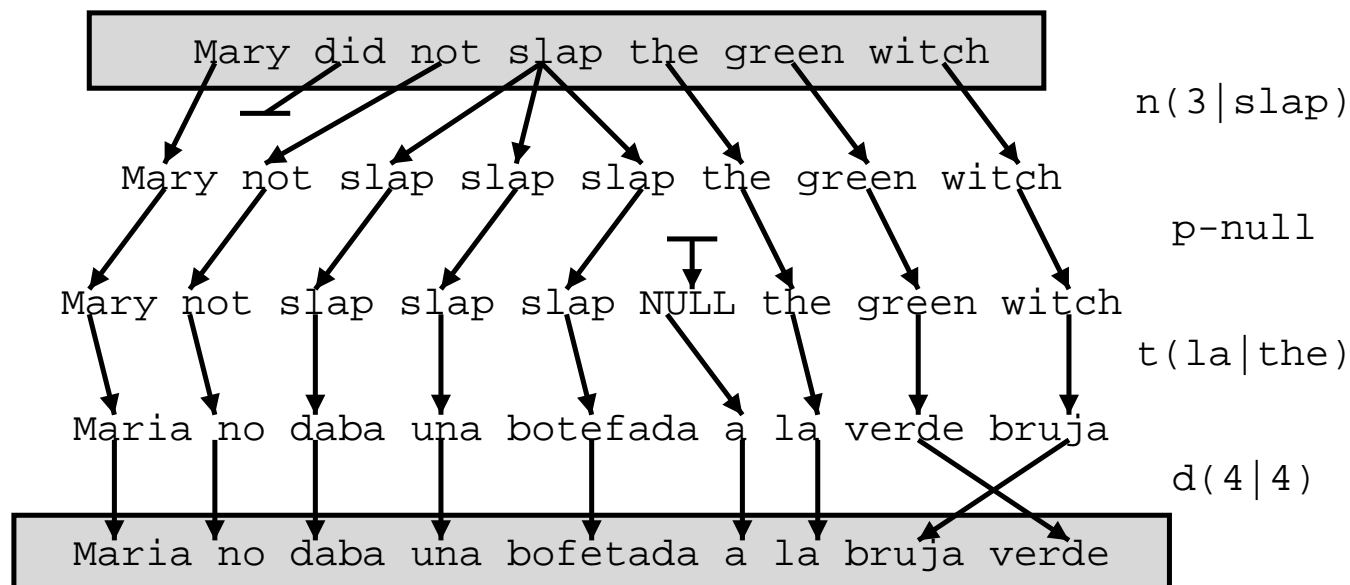 Mary did not slap the green witch
n(3|slap)
Mary not slap slap slap the green witch
p-null
Mary not slap slap slap NULL the green witch
t(la|the)
Maria no daba una botefada a la verde bruja
d(4|4)
Maria no daba una bofetada a la bruja verde